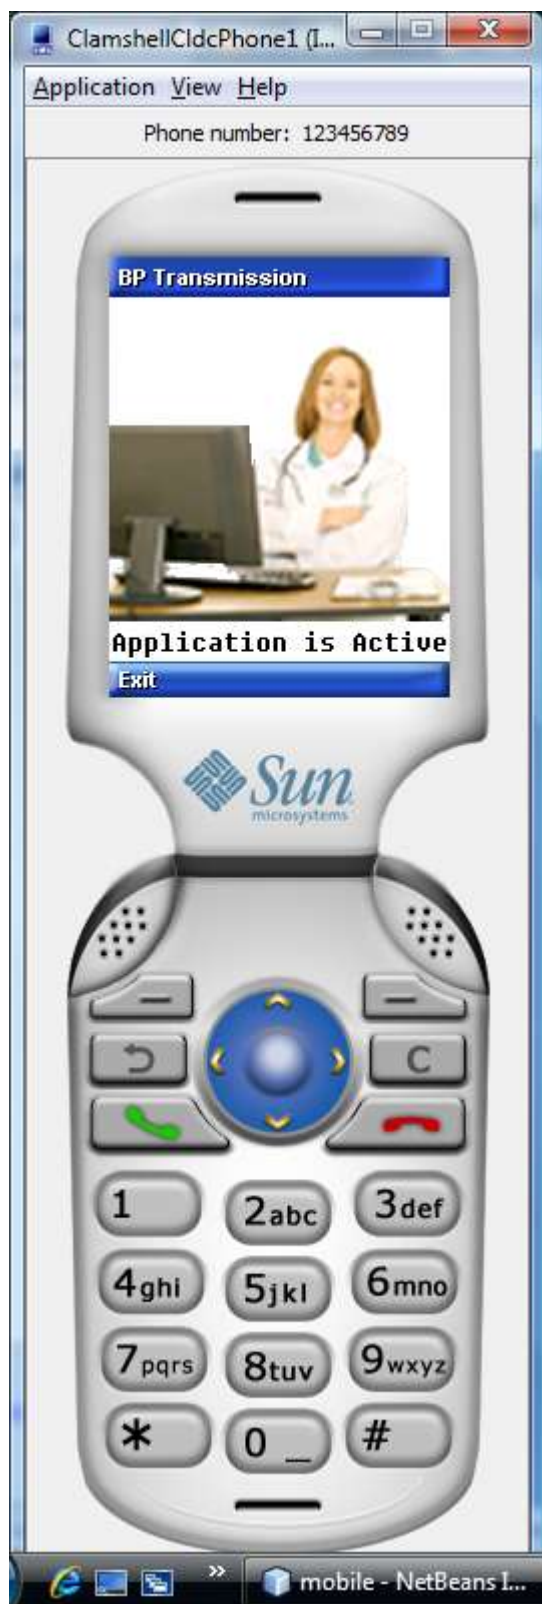 ClamshellCldcPhone1 (I...
Application View Help
Phone number: 123456789
BP Transmission
Application is Active
Exit
Sun
microsystems
C
1 2abc 3def
4ghi 5jkl 6mno
7pqrs 8tuv 9wxyz
* 0 _ #
» mobile - NetBeans I...